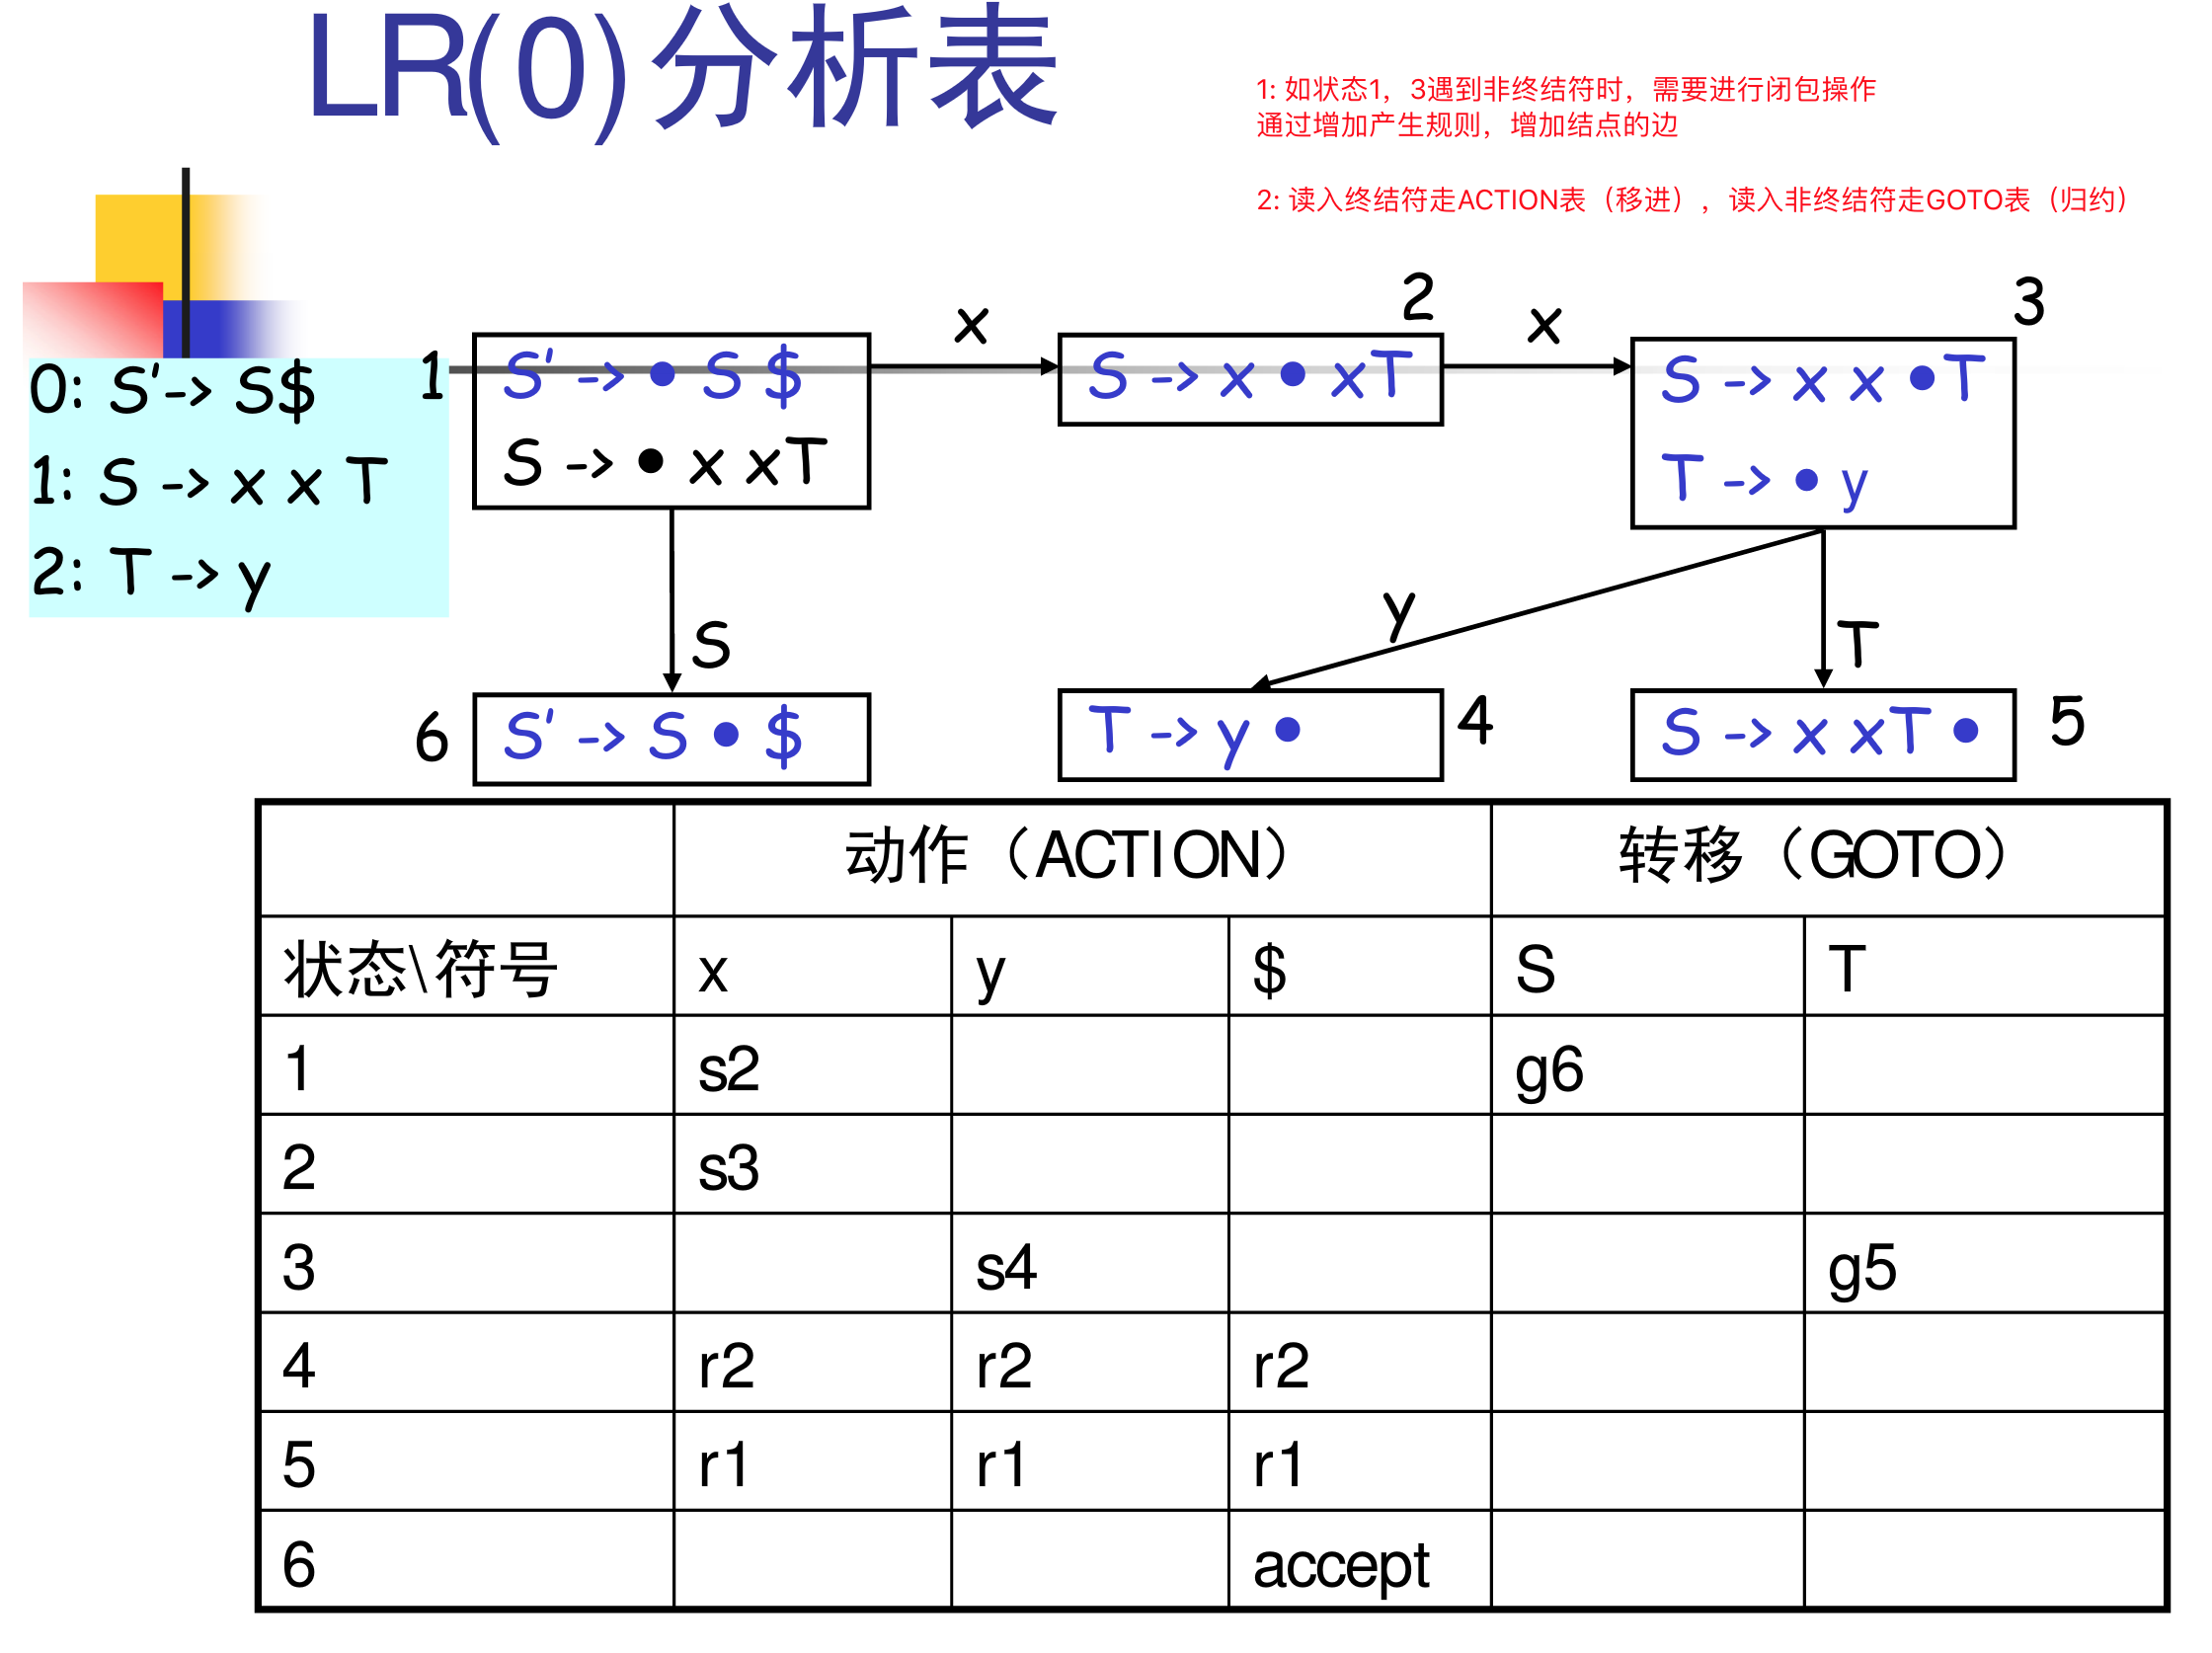 LR(0)分析表
1: 如状态1，3遇到非终结符时，需要进行闭包操作
通过增加产生规则，增加结点的边
2: 读入终结符走ACTION表（移进），读入非终结符走GOTO表（归约）
0: S' -> S$
1: S -> x x T
2: T -> y
1
S' -> • S $
S -> • x xT
x
2
S -> x • xT
x
3
S -> x x • T
T -> • y
S
y
T
6
S' -> S • $
T -> y •
4
S -> x xT •
5
动作（ACTION） 转移（GOTO）
状态\符号 x y $ S T
1 s2 g6
2 s3
3 s4 g5
4 r2 r2 r2
5 r1 r1 r1
6 accept